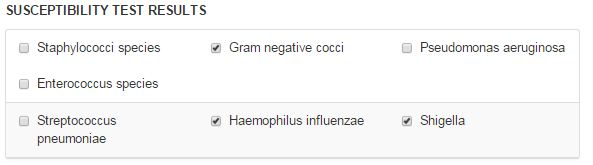 SUSCEPTIBILITY TEST RESULTS
Staphylococci species Gram negative cocci Pseudomonas aeruginosa
Enterococcus species
Streptococcus pneumoniae Haemophilus influenzae Shigella